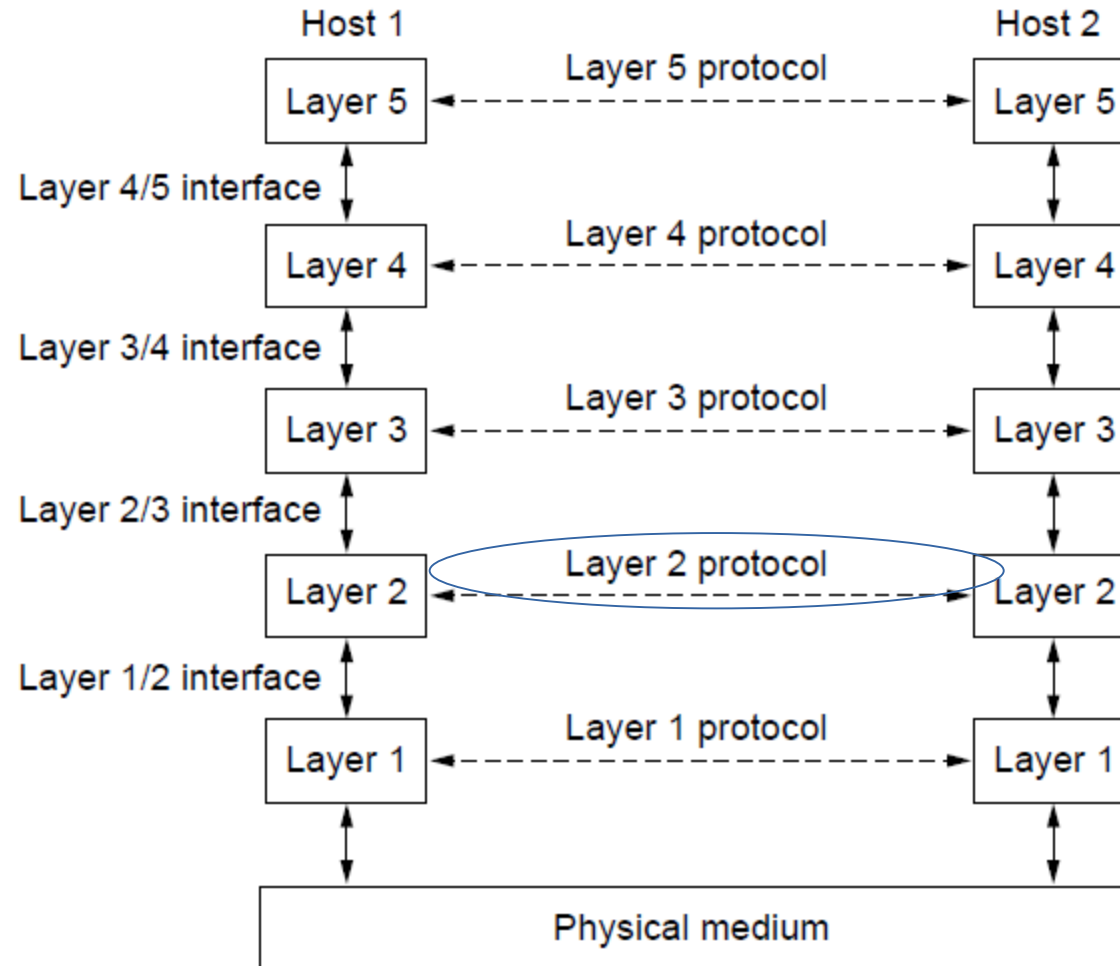 Host 1 Host 2
Layer 5 protocol
Layer 5 Layer 5
Layer 4/5 interface
Layer 4 protocol
Layer 4 Layer 4
Layer 3/4 interface
Layer 3 protocol
Layer 3 Layer 3
Layer 2/3 interface
Layer 2 protocol
Layer 2 Layer 2
Layer 1/2 interface
Layer 1 protocol
Layer 1 Layer 1
Physical medium